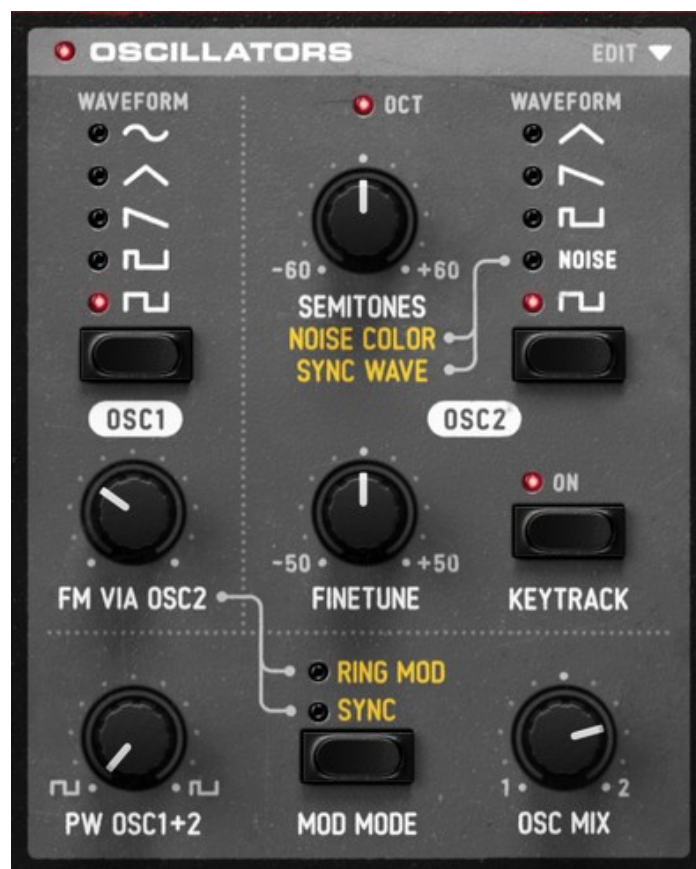 OSCILLATORS EDIT
WAVEFORM OCT WAVEFORM
-60 +60 NOISE
SEMITONES
NOISE COLOR
SYNC WAVE
OSC1 OSC2
ON
-50 +50
FM VIA OSC2 FINETUNE KEYTRACK
RING MOD
SYNC
1 2
PW OSC1+2 MOD MODE OSC MIX